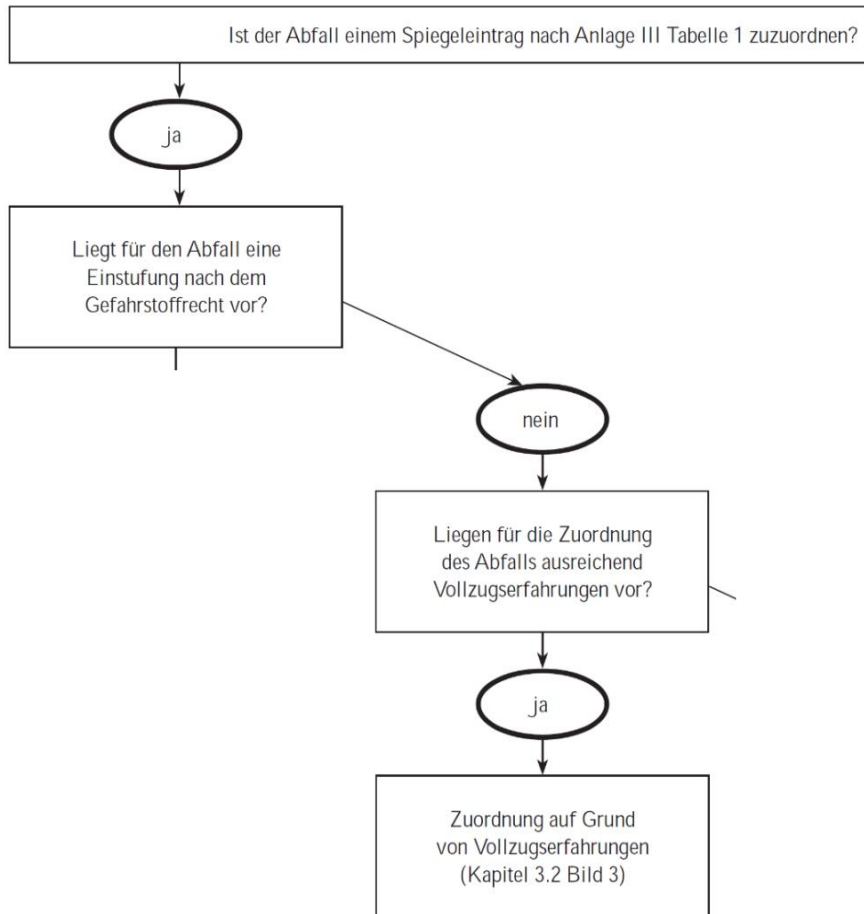 Ist der Abfall einem Spiegeleintrag nach Anlage III Tabelle 1 zuzuordnen?
ja
Liegt für den Abfall eine
Einstufung nach dem
Gefahrstoffrecht vor?
nein
Liegen für die Zuordnung
des Abfalls ausreichend
Vollzugserfahrungen vor?
ja
Zuordnung auf Grund
von Vollzugserfahrungen
(Kapitel 3.2 Bild 3)